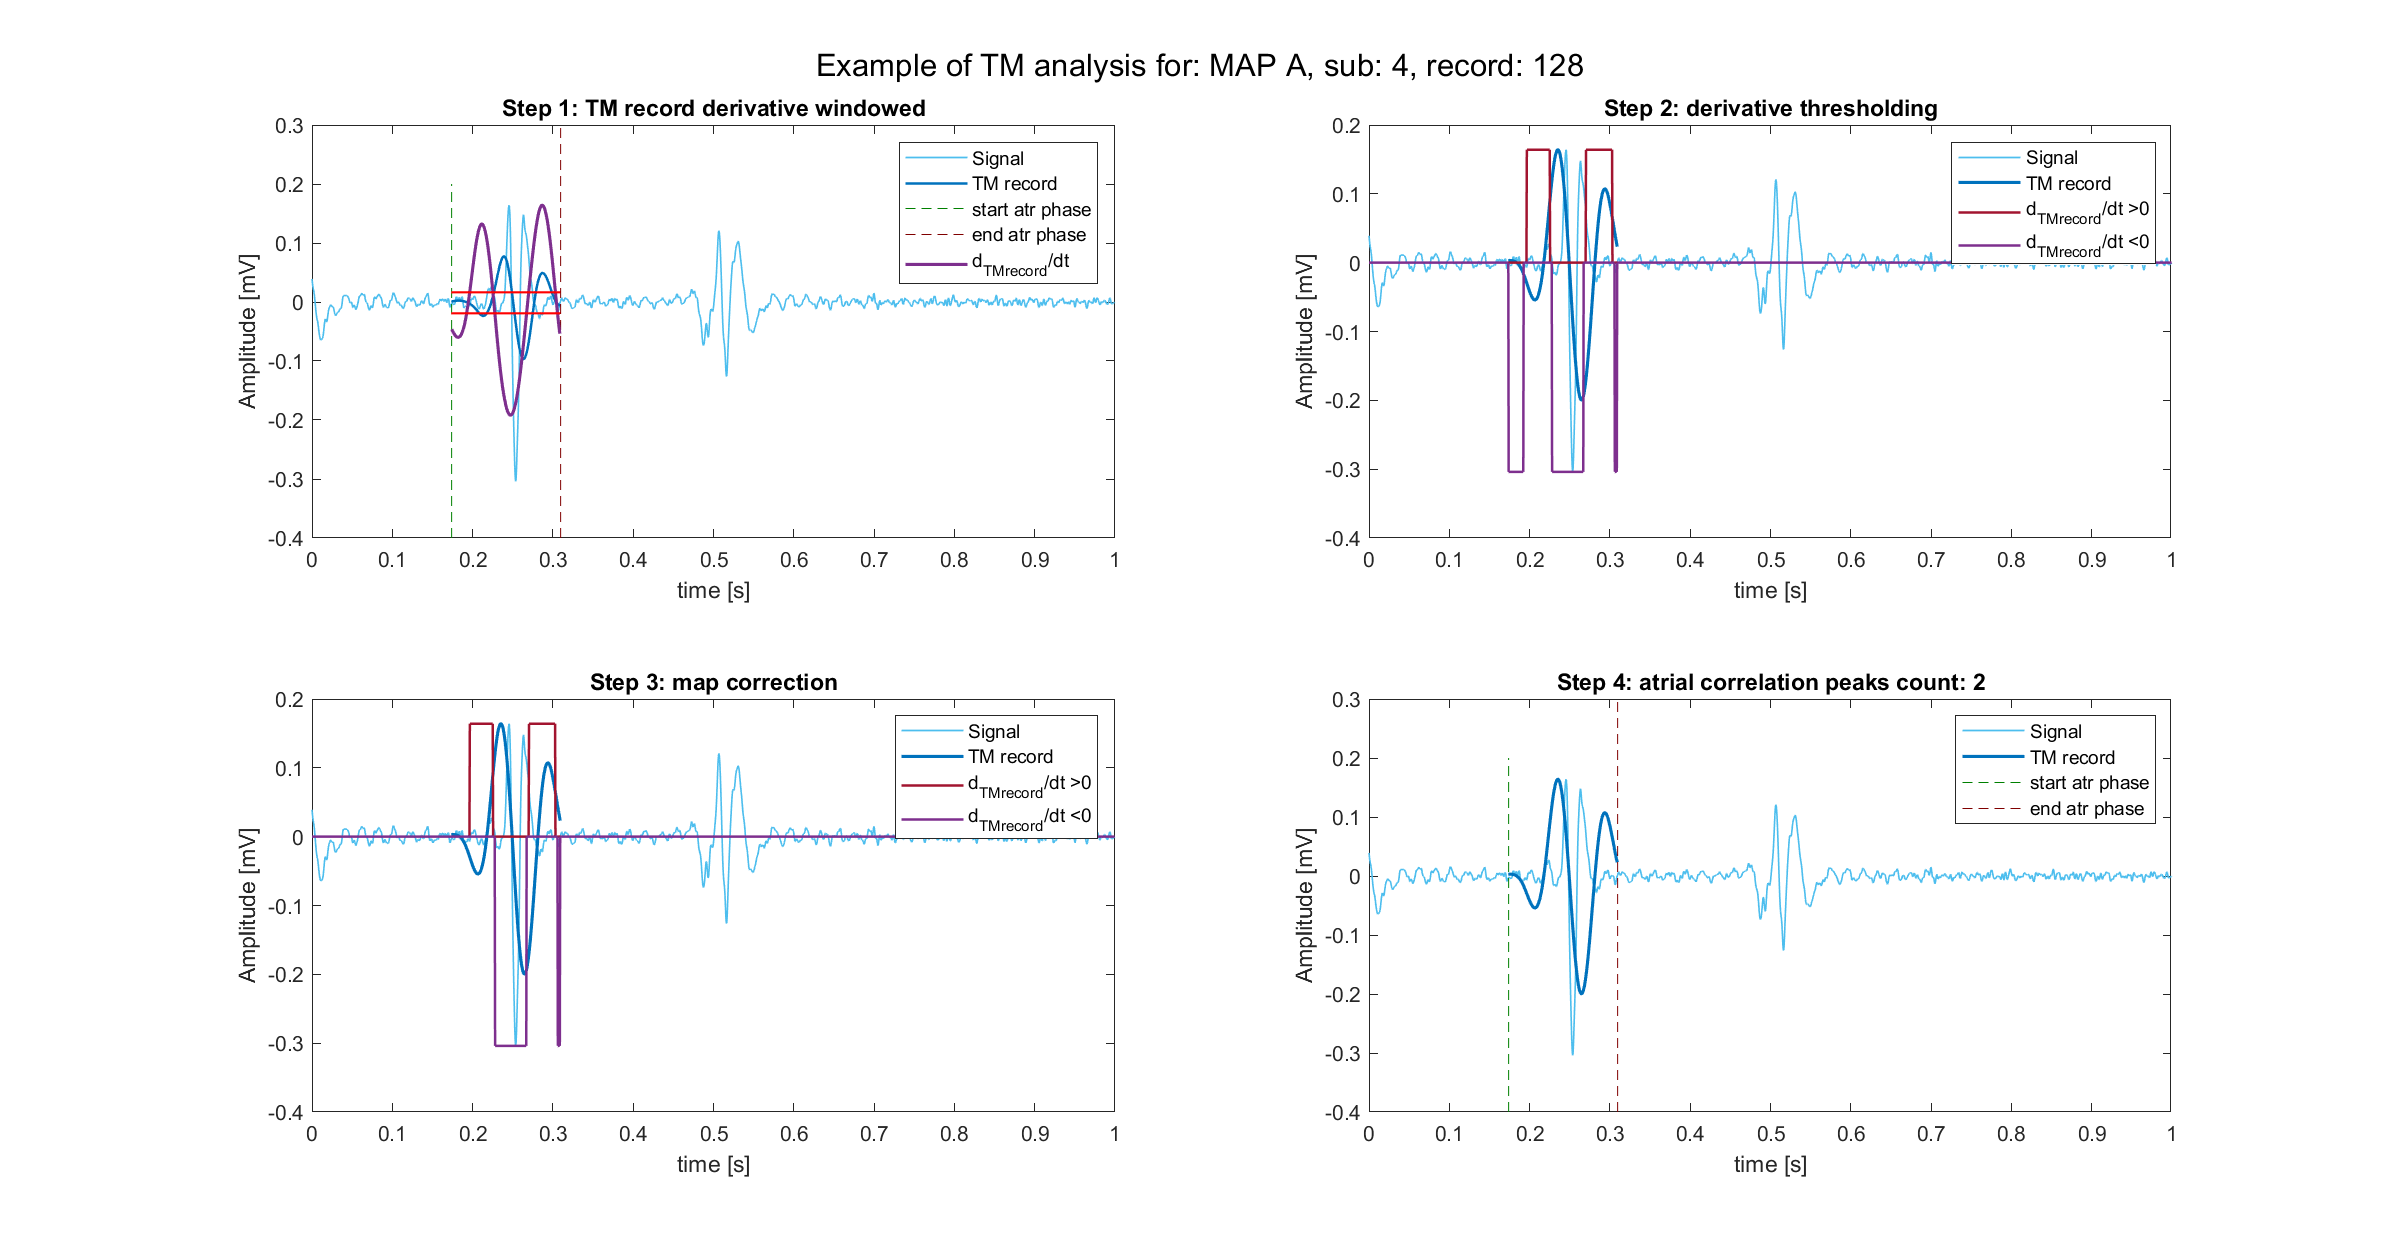 Example of TM analysis for: MAP A, sub: 4, record: 128
Step 1: TM record derivative windowed
0.3
0.2
0.1
0
-0.1
-0.2
-0.3
-0.4
Amplitude [mV]
0 0.1 0.2 0.3 0.4 0.5 0.6 0.7 0.8 0.9 1
time [s]
Signal
TM record
start atr phase
end atr phase
dTMrecord/dt
Step 2: derivative thresholding
0.2
0.1
0
-0.1
-0.2
-0.3
-0.4
Amplitude [mV]
0 0.1 0.2 0.3 0.4 0.5 0.6 0.7 0.8 0.9 1
time [s]
Signal
TM record
dTMrecord/dt >0
dTMrecord/dt <0
Step 3: map correction
0.2
0.1
0
-0.1
-0.2
-0.3
-0.4
Amplitude [mV]
0 0.1 0.2 0.3 0.4 0.5 0.6 0.7 0.8 0.9 1
time [s]
Signal
TM record
dTMrecord/dt >0
dTMrecord/dt <0
Step 4: atrial correlation peaks count: 2
0.3
0.2
0.1
0
-0.1
-0.2
-0.3
-0.4
Amplitude [mV]
0 0.1 0.2 0.3 0.4 0.5 0.6 0.7 0.8 0.9 1
time [s]
Signal
TM record
start atr phase
end atr phase